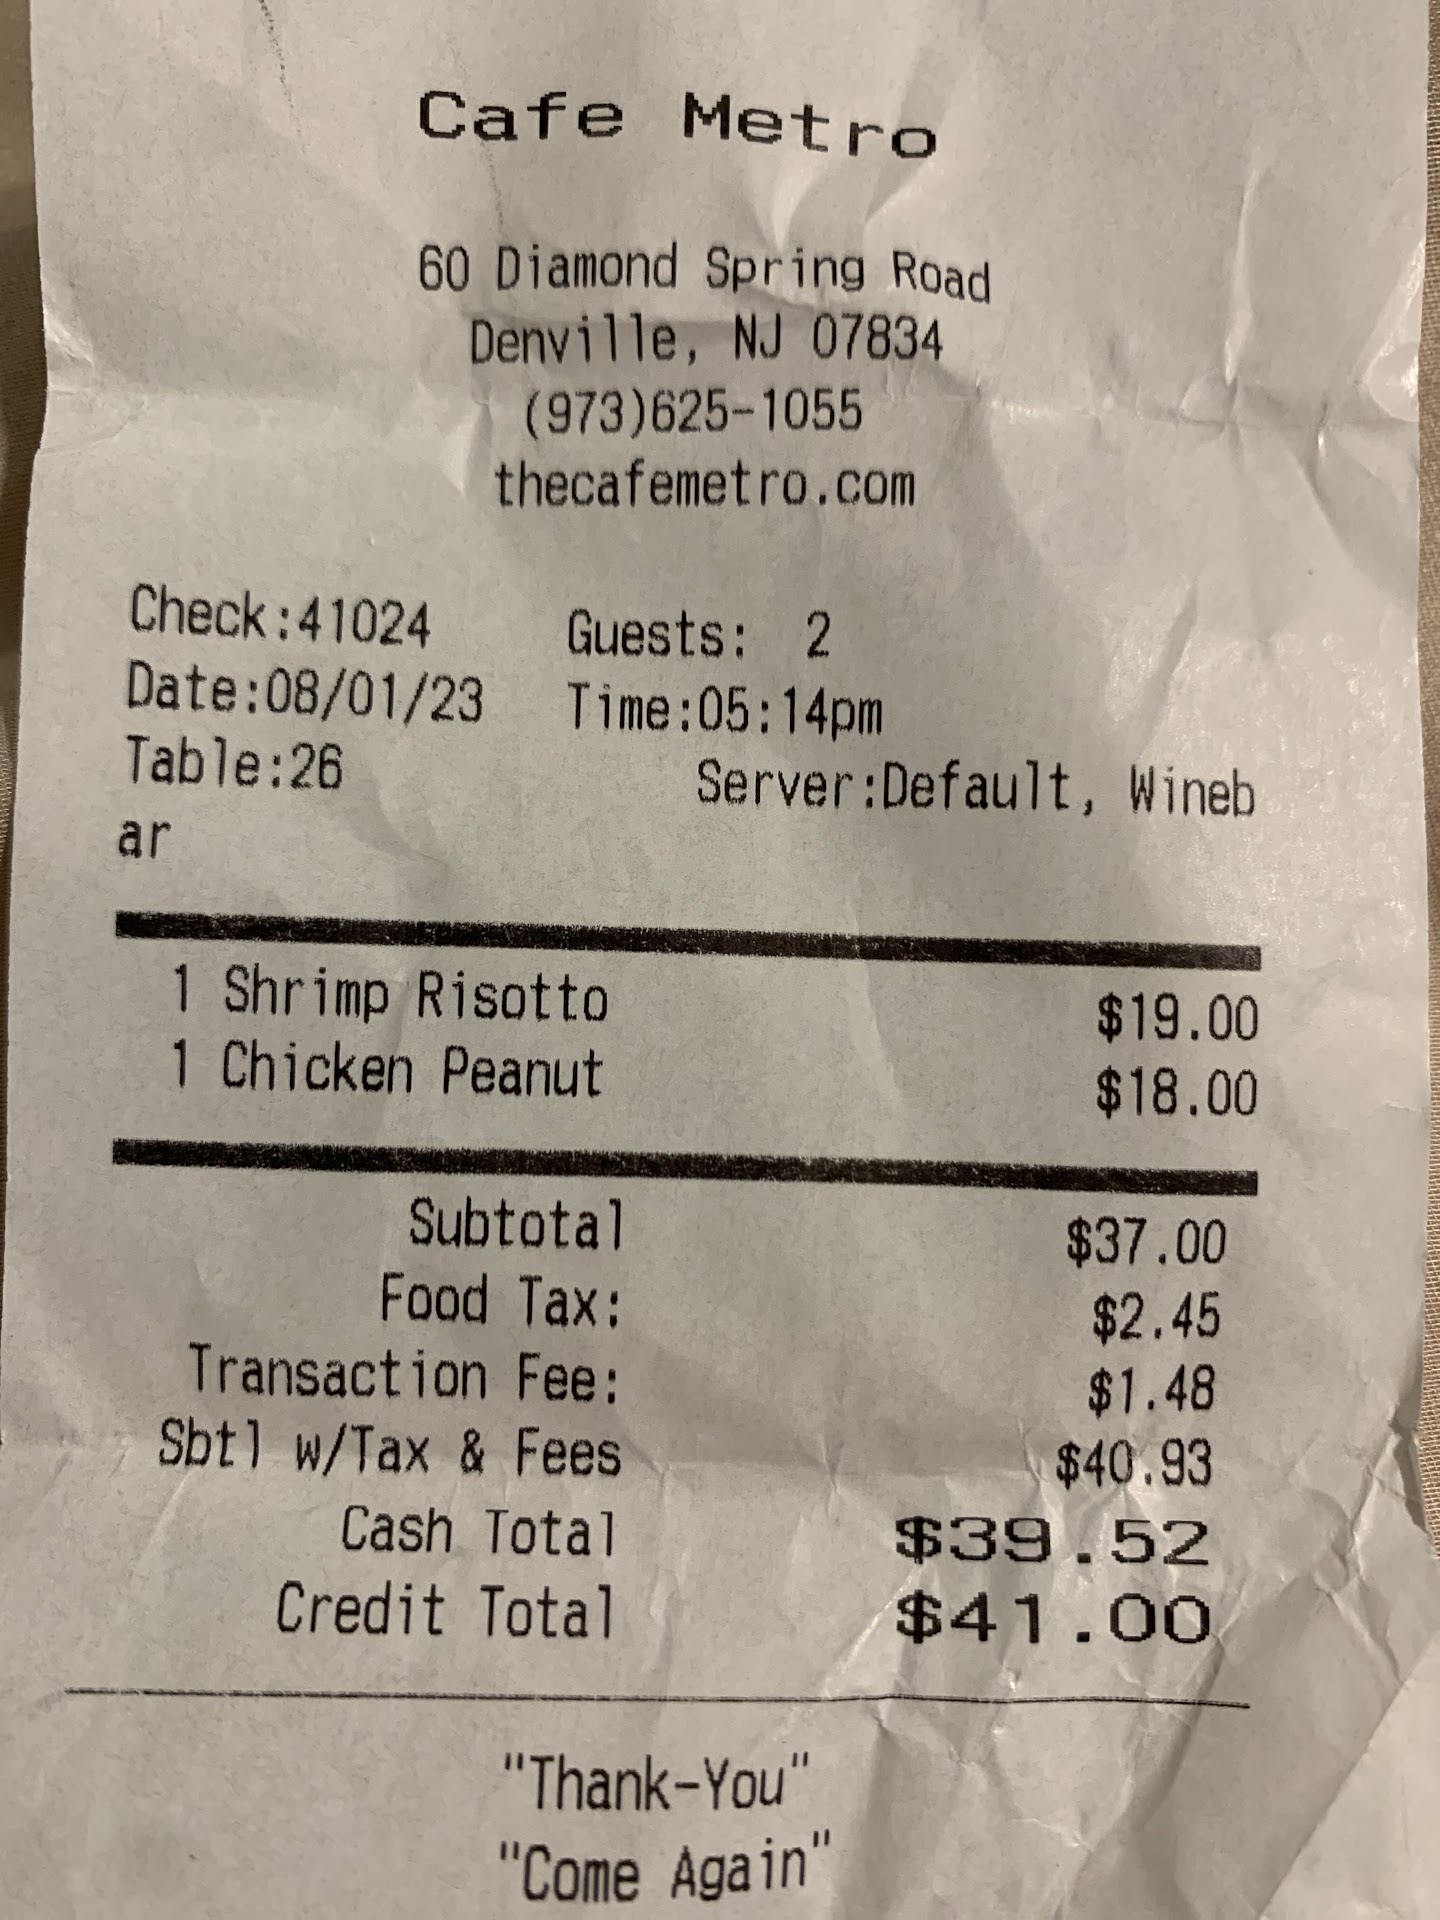 Cafe Metro
60 Diamond Spring Road
Denville, NJ 07834
(973)625-1055
thecafemetro.com
Check:41024 Guests: 2
Date:08/01/23 Time:05:14pm
Table:26 Server:Default, Wineb
ar
1 Shrimp Risotto $19.00
1 Chicken Peanut $18.00
Subtotal $37.00
Food Tax: $2.45
Transaction Fee: $1.48
Sbtl w/Tax & Fees $40.93
Cash Total $39.52
Credit Total $41.00
"Thank-You"
"Come Again"